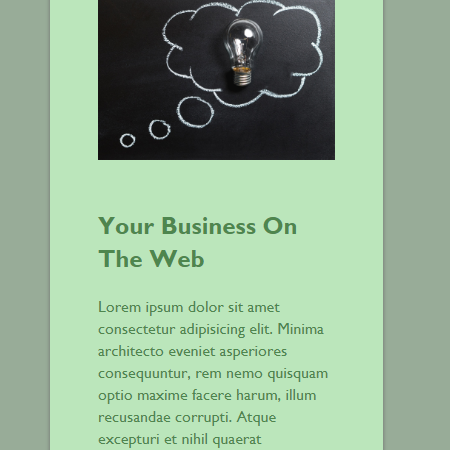 Your Business On
The Web
Lorem ipsum dolor sit amet
consectetur adipisicing elit. Minima
architecto eveniet asperiores
consequuntur, rem nemo quisquam
optio maxime facere harum, illum
recusandae corrupti. Atque
excepturi et nihil quaerat